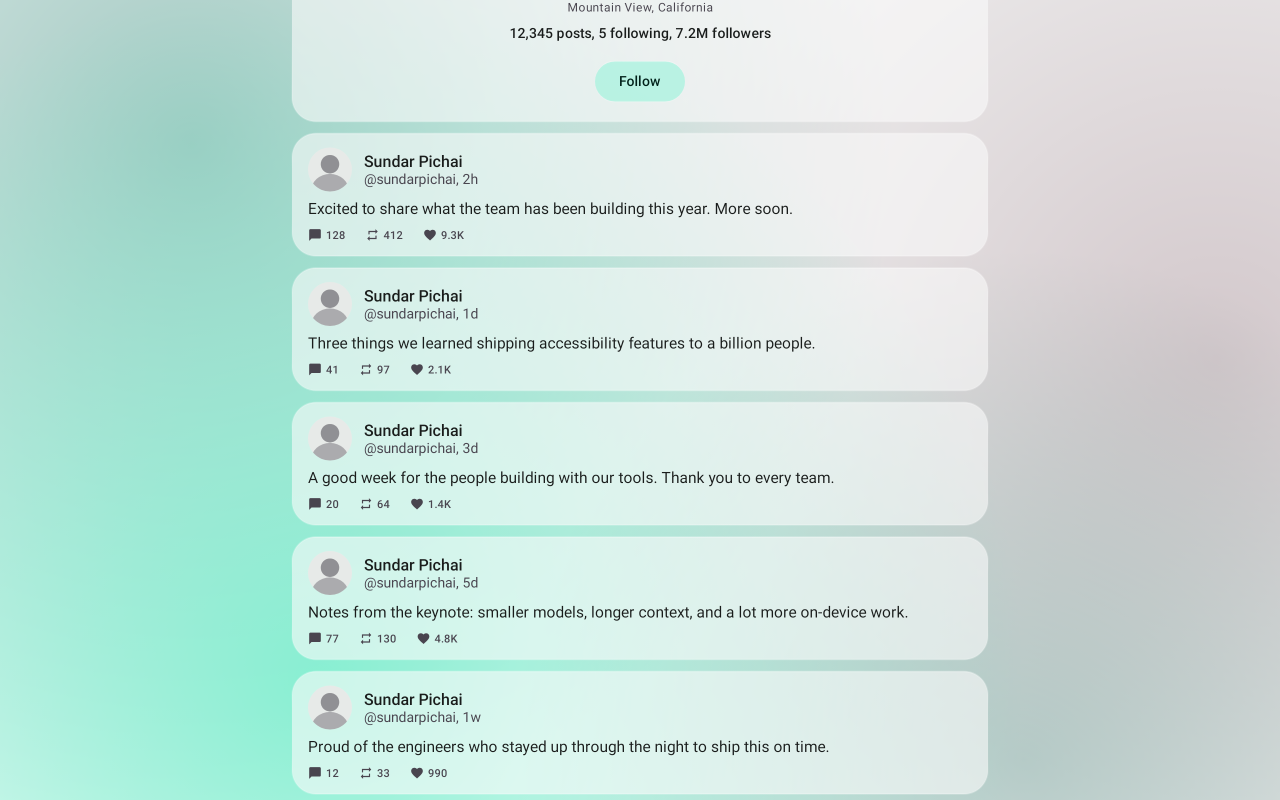 Mountain View, California
12,345 posts, 5 following, 7.2M followers
Follow
Sundar Pichai
@sundarpichai, 2h
Excited to share what the team has been building this year. More soon.
128 412 9.3K
Sundar Pichai
@sundarpichai, 1d
Three things we learned shipping accessibility features to a billion people.
41 97 2.1K
Sundar Pichai
@sundarpichai, 3d
A good week for the people building with our tools. Thank you to every team.
20 64 1.4K
Sundar Pichai
@sundarpichai, 5d
Notes from the keynote: smaller models, longer context, and a lot more on-device work.
77 130 4.8K
Sundar Pichai
@sundarpichai, 1w
Proud of the engineers who stayed up through the night to ship this on time.
12 33 990